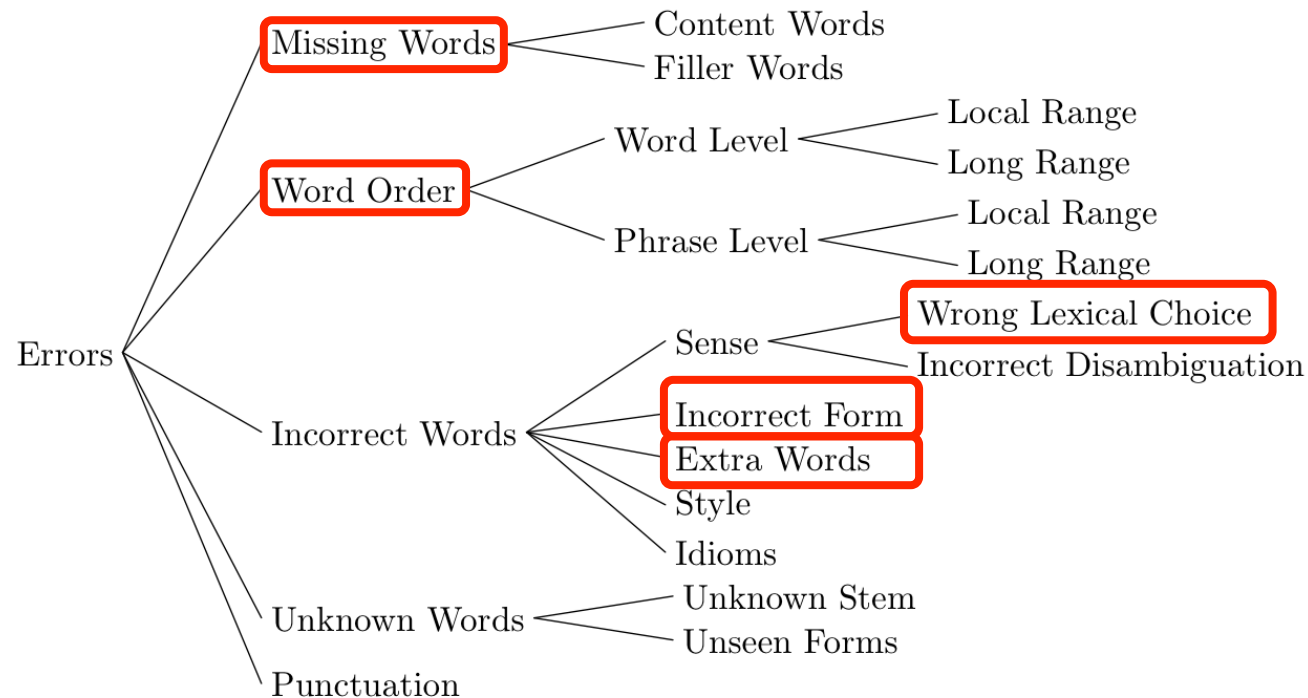 Errors
Missing Words
Content Words
Filler Words
Word Order
Word Level
Local Range
Long Range
Phrase Level
Local Range
Long Range
Incorrect Words
Sense
Wrong Lexical Choice
Incorrect Disambiguation
Incorrect Form
Extra Words
Style
Idioms
Unknown Words
Unknown Stem
Unseen Forms
Punctuation